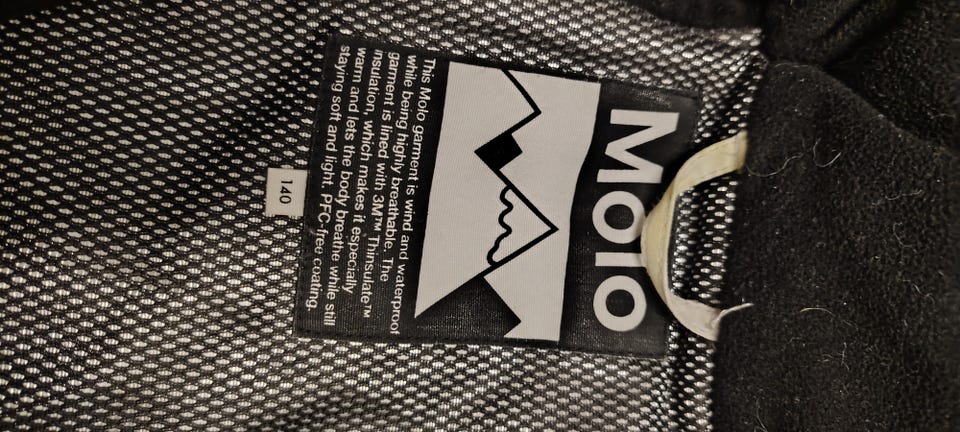 Molo
This Molo garment is wind and waterproof
while being highly breathable. The
garment is lined with 3M™ Thinsulate™
insulation, which makes it especially
warm and lets the body breathe while still
staying soft and light. PFC-free coating.
140